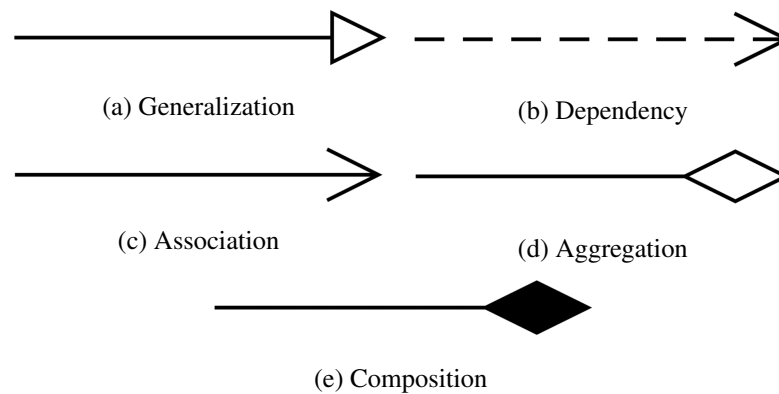 (a) Generalization
(b) Dependency
(c) Association
(d) Aggregation
(e) Composition